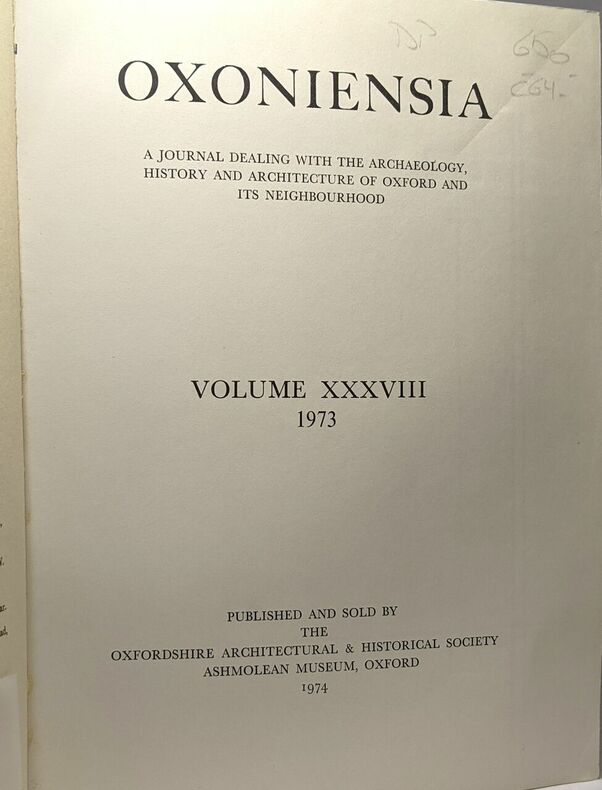 OXONIENSIA
A JOURNAL DEALING WITH THE ARCHAEOLOGY,
HISTORY AND ARCHITECTURE OF OXFORD AND
ITS NEIGHBOURHOOD
VOLUME XXXVIII
1973
PUBLISHED AND SOLD BY
THE
OXFORDSHIRE ARCHITECTURAL & HISTORICAL SOCIETY
ASHMOLEAN MUSEUM, OXFORD
1974